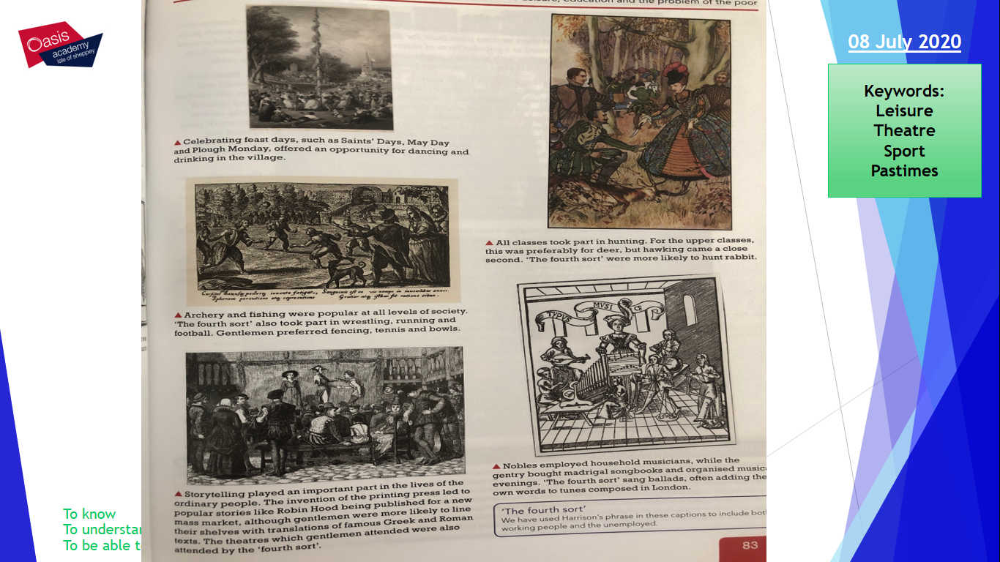 Oasis
academy
isle of sheppey
Leisure, education and the problem of the poor
▲ Celebrating feast days, such as Saints' Days, May Day
and Plough Monday, offered an opportunity for dancing and
drinking in the village.
▲ Archery and fishing were popular at all levels of society.
'The fourth sort' also took part in wrestling, running and
football. Gentlemen preferred fencing, tennis and bowls.
▲ Storytelling played an important part in the lives of the
ordinary people. The invention of the printing press led to
popular stories like Robin Hood being published for a new
mass market, although gentlemen were more likely to line
their shelves with translations of famous Greek and Roman
texts. The theatres which gentlemen attended were also
attended by the 'fourth sort'.
▲ All classes took part in hunting. For the upper classes,
this was preferably for deer, but hawking came a close
second. 'The fourth sort' were more likely to hunt rabbit.
TYPVS MVSICE
▲ Nobles employed household musicians, while the
gentry bought madrigal songbooks and organised musica
evenings. 'The fourth sort' sang ballads, often adding the
own words to tunes composed in London.
'The fourth sort'
We have used Harrison's phrase in these captions to include both
working people and the unemployed.
83
08 July 2020
Keywords:
Leisure
Theatre
Sport
Pastimes
To know
To understan
To be able t